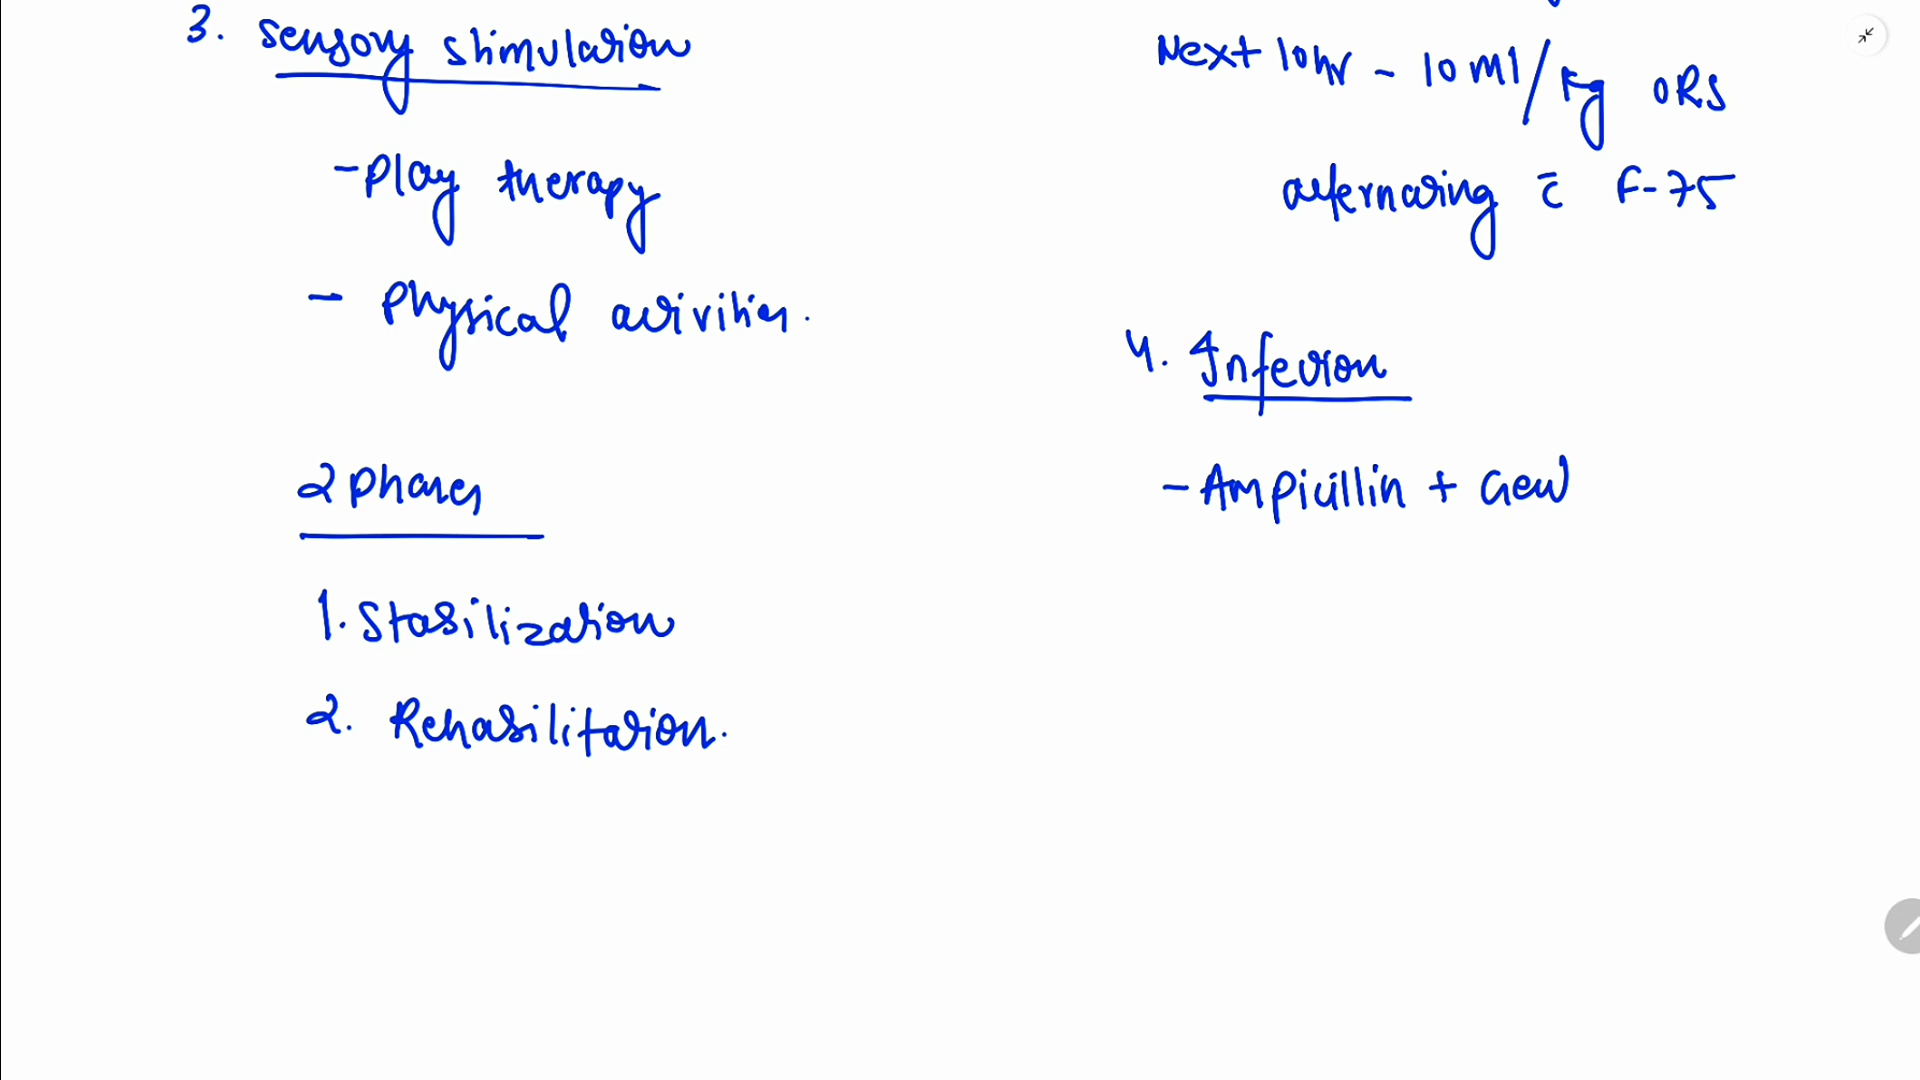 3. Sensory stimulation
- Play therapy
- Physical activities.
2 Phases
1. Stabilization
2. Rehabilitation.
Next 10hr - 10 ml/kg ORS
alternating c̄ F-75
4. Infection
- Ampicillin + Gen